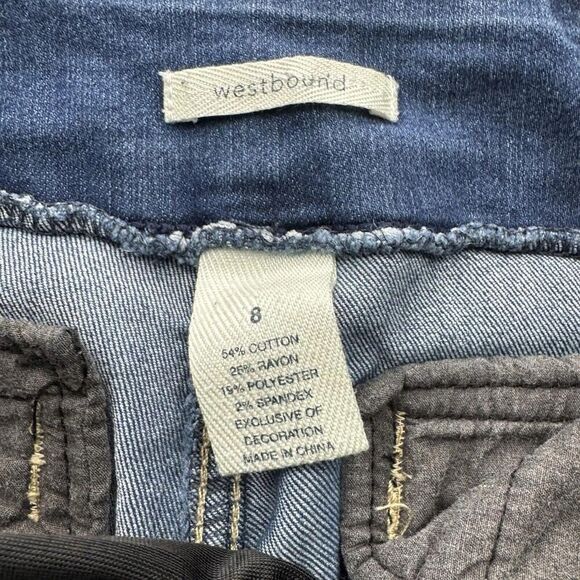 westbound
8
54% COTTON
25% RAYON
19% POLYESTER
2% SPANDEX
EXCLUSIVE OF
DECORATION
MADE IN CHINA